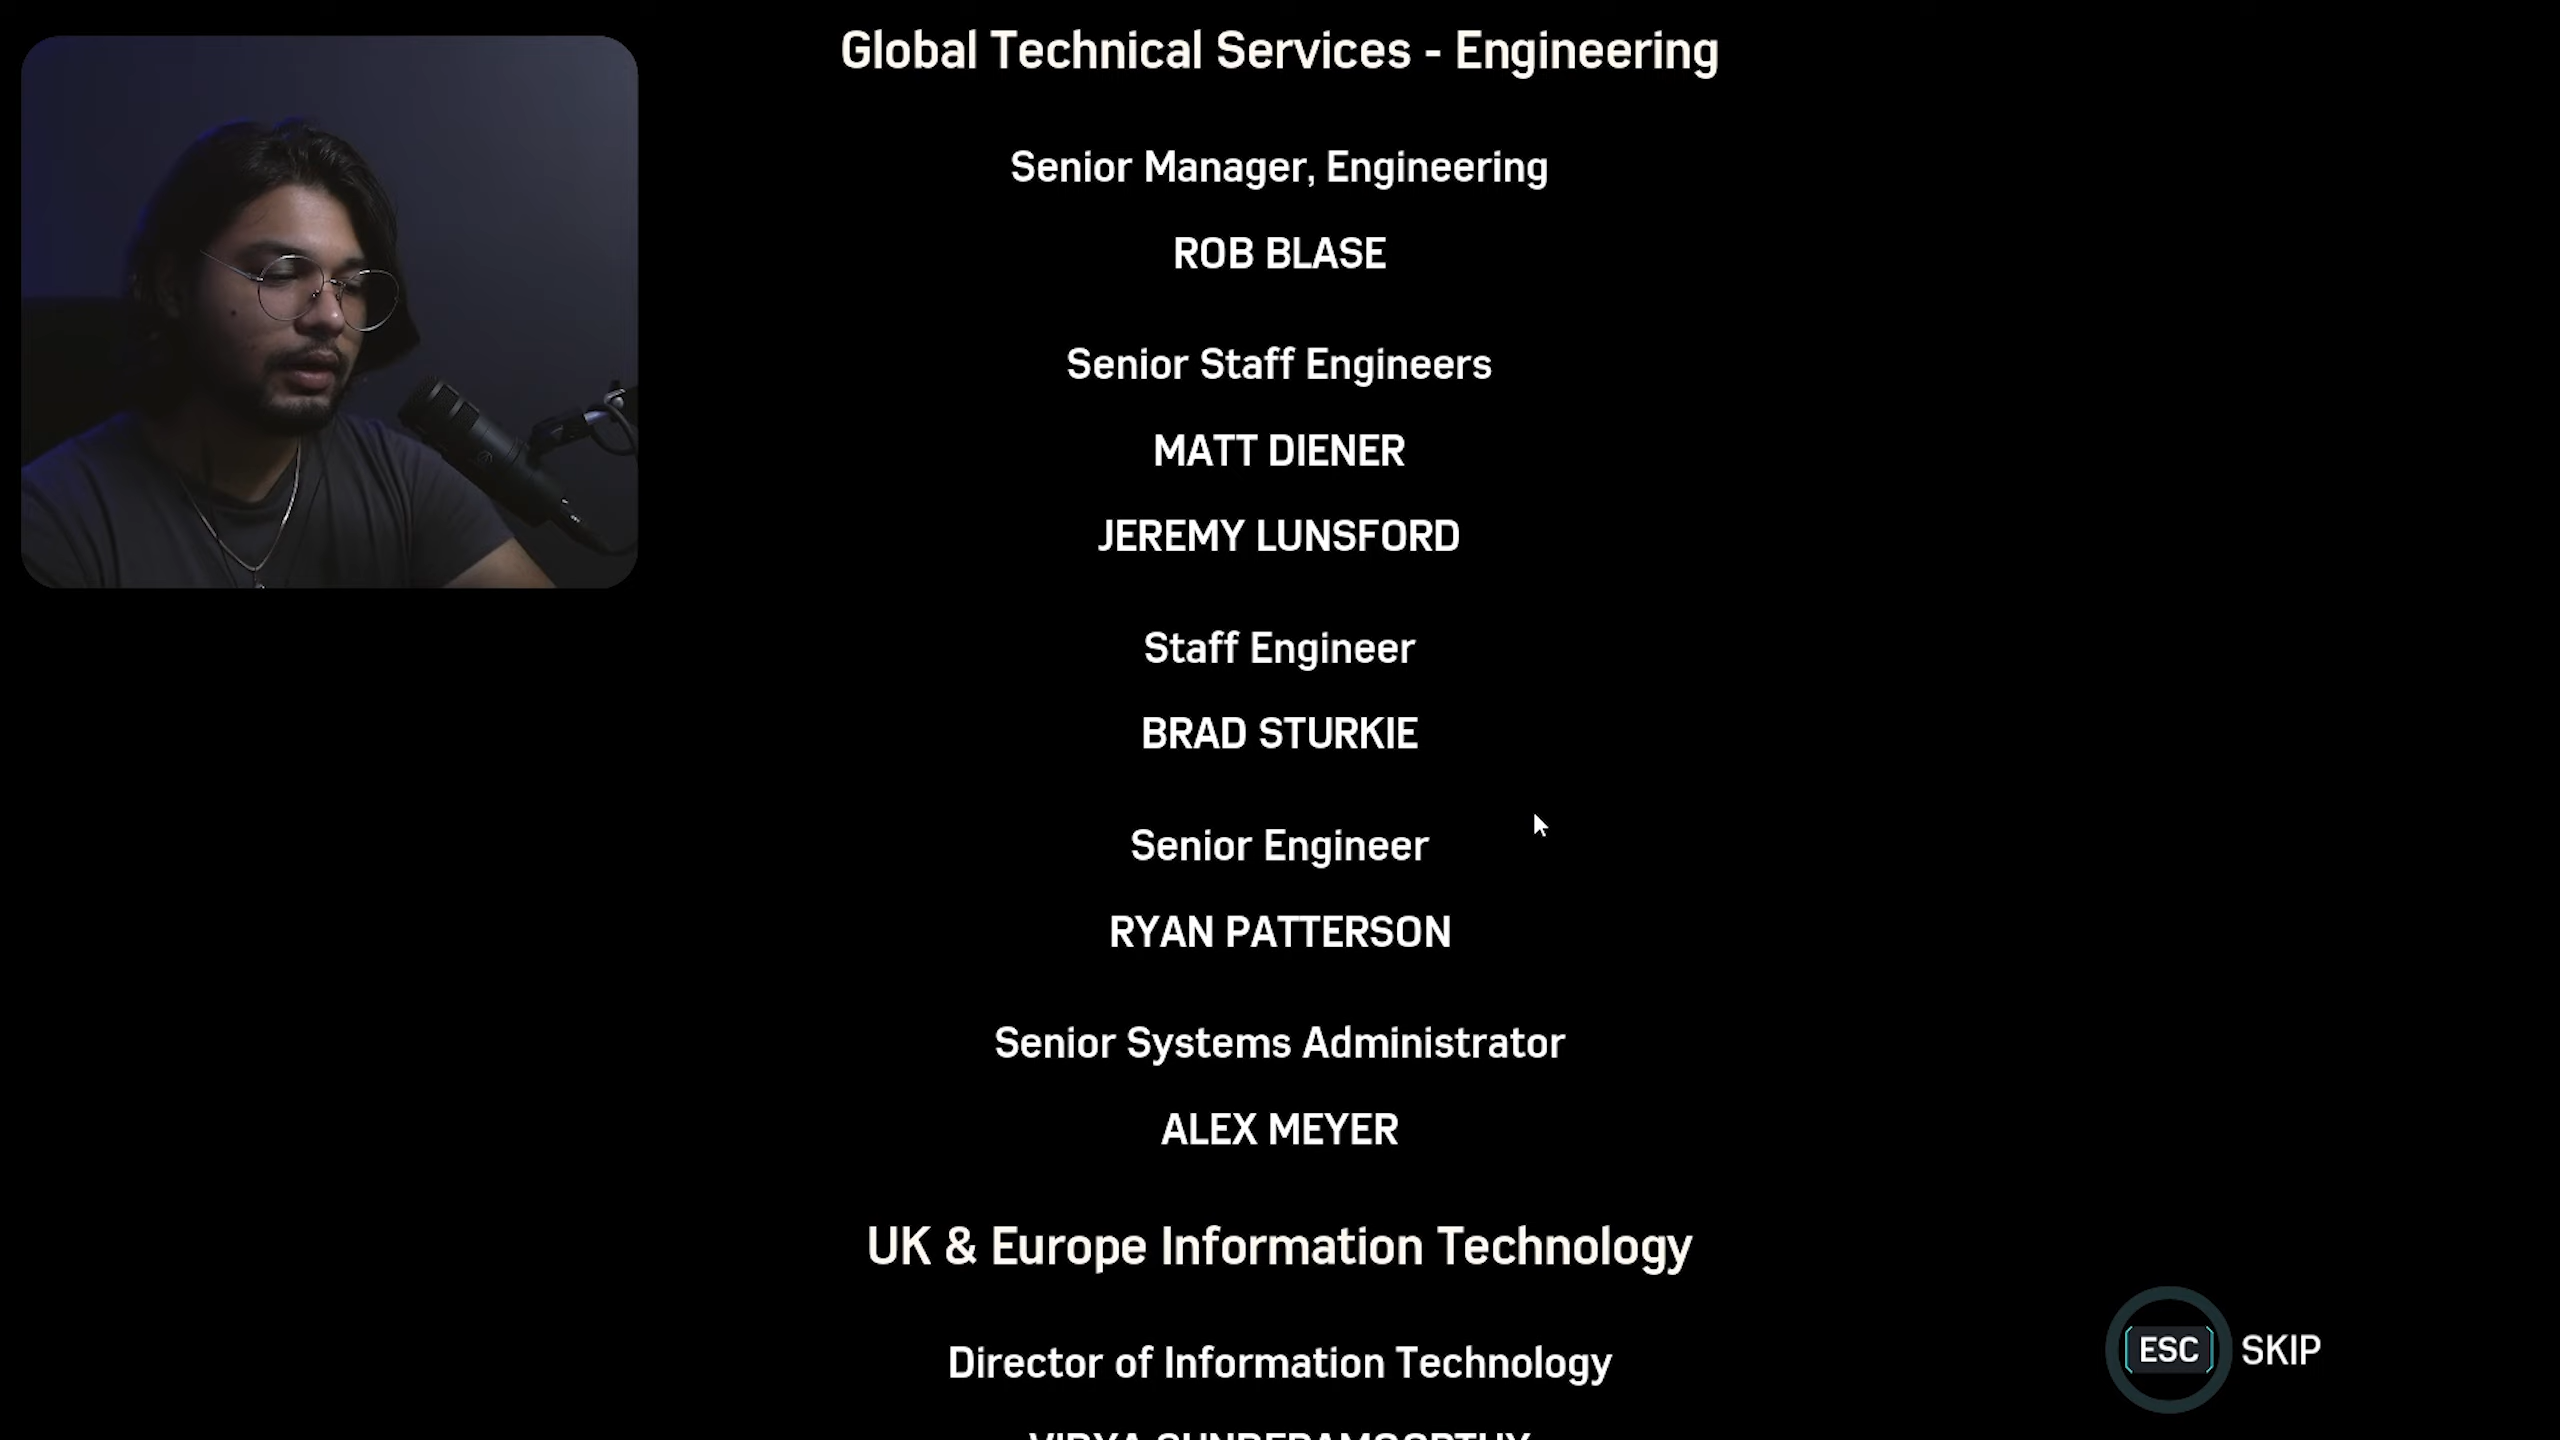 Global Technical Services - Engineering
Senior Manager, Engineering
ROB BLASE
Senior Staff Engineers
MATT DIENER
JEREMY LUNSFORD
Staff Engineer
BRAD STURKIE
Senior Engineer
RYAN PATTERSON
Senior Systems Administrator
ALEX MEYER
UK & Europe Information Technology
Director of Information Technology
ESC SKIP